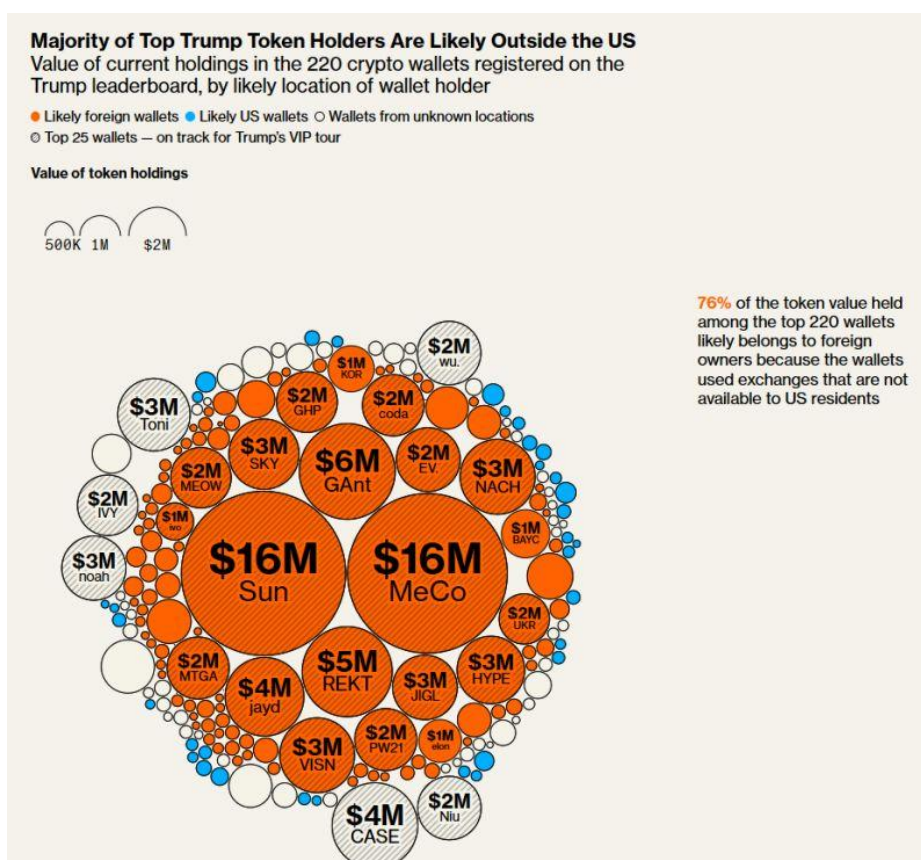 Majority of Top Trump Token Holders Are Likely Outside the US
Value of current holdings in the 220 crypto wallets registered on the
Trump leaderboard, by likely location of wallet holder
Likely foreign wallets Likely US wallets Wallets from unknown locations
Top 25 wallets — on track for Trump's VIP tour
Value of token holdings
500K 1M $2M
76% of the token value held
among the top 220 wallets
likely belongs to foreign
owners because the wallets
used exchanges that are not
available to US residents
$2M
wu.
$1M
KOR
$2M
GHP
$2M
coda
$3M
Toni
$3M
SKY
$6M
GAnt
$2M
EV.
$2M
MEOW
$3M
NACH
$2M
IVY
$1M
ivo
$1M
BAYC
$3M
noah
$16M
Sun
$16M
MeCo
$2M
UKR
$2M
MTGA
$5M
REKT
$3M
HYPE
$4M
jayd
$3M
JIGL
$3M
VISN
$2M
PW21
$1M
elon
$4M
CASE
$2M
Niu